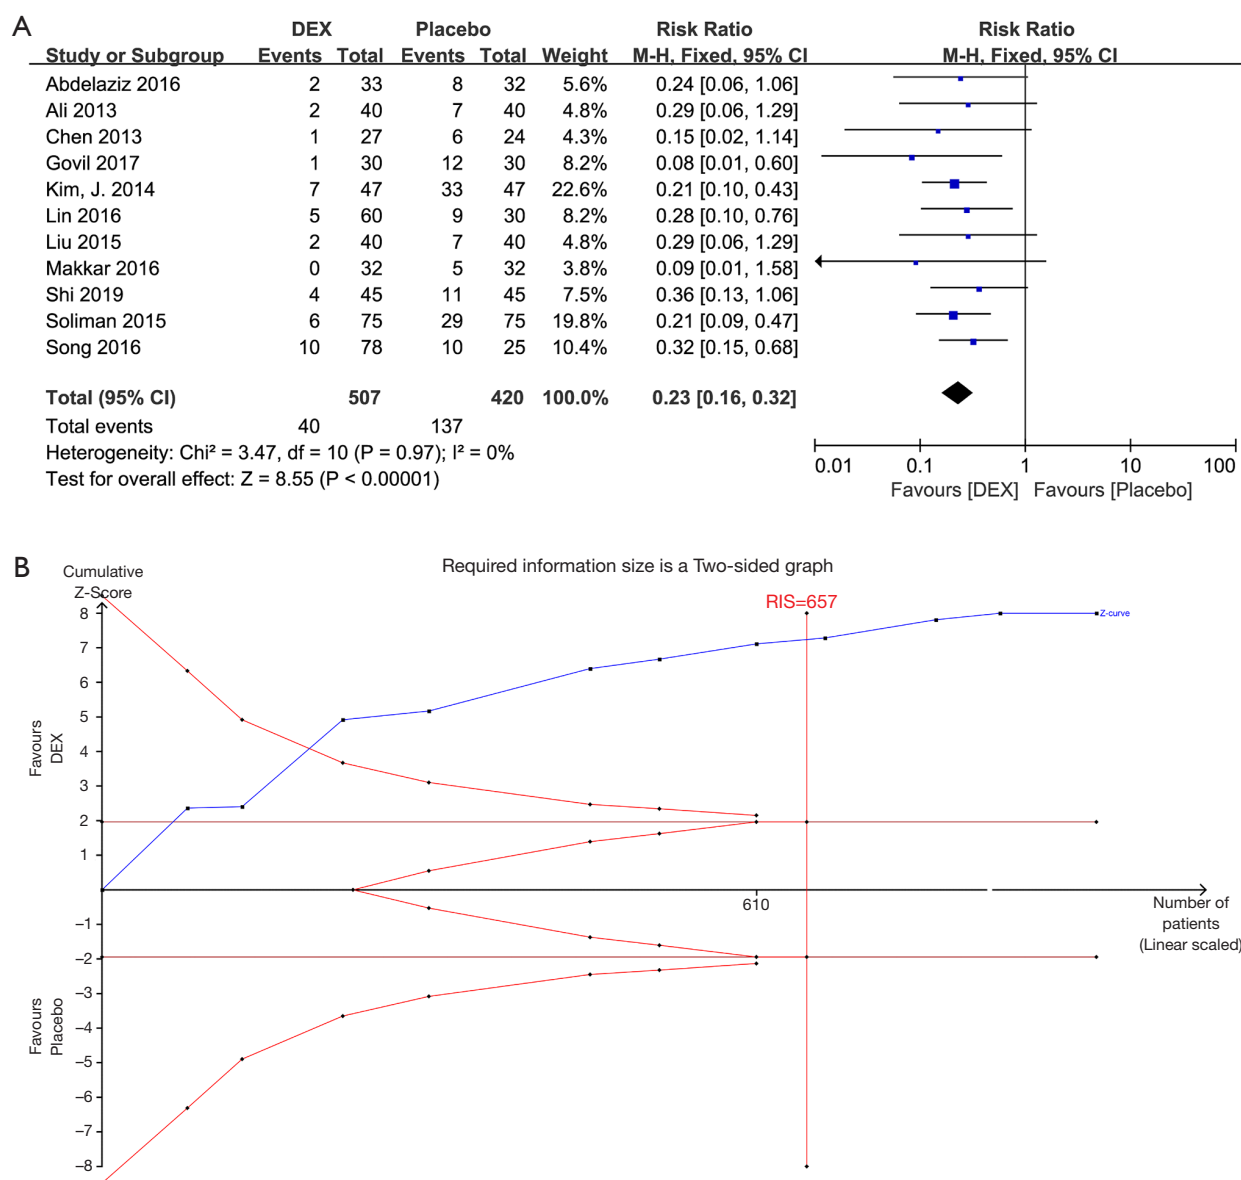 A
DEX Placebo Risk Ratio Risk Ratio
Study or Subgroup Events Total Events Total Weight M-H, Fixed, 95% CI M-H, Fixed, 95% CI
Abdelaziz 2016 2 33 8 32 5.6% 0.24 [0.06, 1.06]
Ali 2013 2 40 7 40 4.8% 0.29 [0.06, 1.29]
Chen 2013 1 27 6 24 4.3% 0.15 [0.02, 1.14]
Govil 2017 1 30 12 30 8.2% 0.08 [0.01, 0.60]
Kim, J. 2014 7 47 33 47 22.6% 0.21 [0.10, 0.43]
Lin 2016 5 60 9 30 8.2% 0.28 [0.10, 0.76]
Liu 2015 2 40 7 40 4.8% 0.29 [0.06, 1.29]
Makkar 2016 0 32 5 32 3.8% 0.09 [0.01, 1.58]
Shi 2019 4 45 11 45 7.5% 0.36 [0.13, 1.06]
Soliman 2015 6 75 29 75 19.8% 0.21 [0.09, 0.47]
Song 2016 10 78 10 25 10.4% 0.32 [0.15, 0.68]
Total (95% CI) 507 420 100.0% 0.23 [0.16, 0.32]
Total events 40 137
Heterogeneity: Chi² = 3.47, df = 10 (P = 0.97); I² = 0%
Test for overall effect: Z = 8.55 (P < 0.00001)
0.01 0.1 1 10 100
Favours [DEX] Favours [Placebo]
B
Required information size is a Two-sided graph
Cumulative
Z-Score
RIS=657
Z-curve
8
7
6
5
4
3
2
1
-1
-2
-3
-4
-5
-6
-7
-8
Favours
DEX
Favours
Placebo
610
Number of
patients
(Linear scaled)